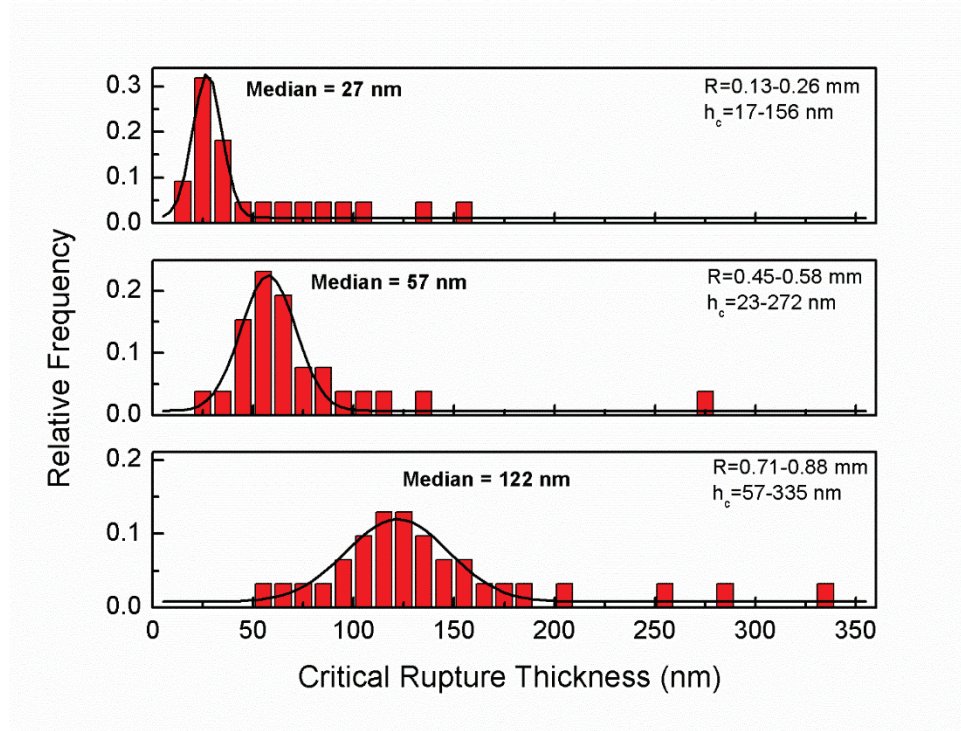 Relative Frequency
0.3
0.2
0.1
0.0
Median = 27 nm
R=0.13-0.26 mm
hc=17-156 nm
0.2
0.1
0.0
Median = 57 nm
R=0.45-0.58 mm
hc=23-272 nm
0.2
0.1
0.0
Median = 122 nm
R=0.71-0.88 mm
hc=57-335 nm
0 50 100 150 200 250 300 350
Critical Rupture Thickness (nm)